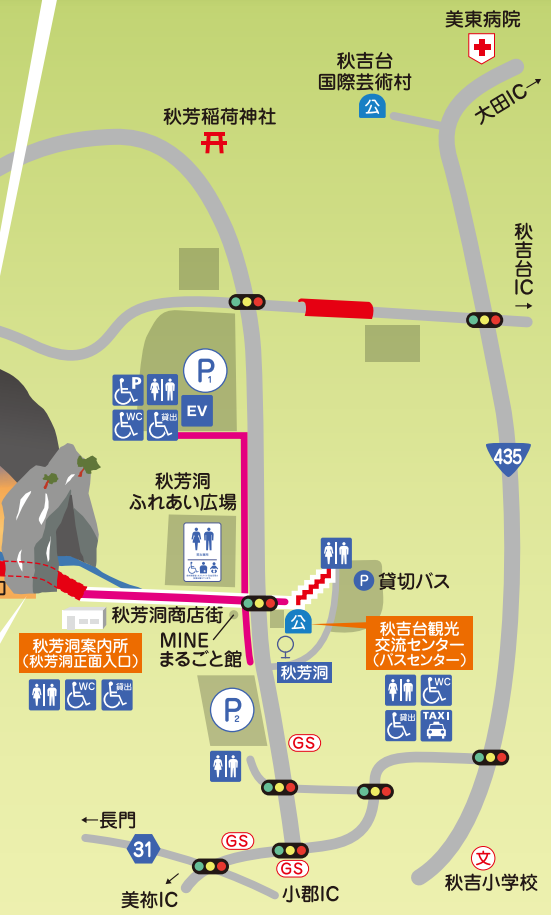 美東病院
秋吉台
国際芸術村
公
大田IC→
秋芳稲荷神社
秋吉台IC
→
P1
P
WC
貸出
EV
435
秋芳洞
ふれあい広場
P
貸切バス
秋芳洞商店街
公
MINE
まるごと館
秋吉台観光
交流センター
(バスセンター)
秋芳洞案内所
(秋芳洞正面入口)
秋芳洞
WC
貸出
WC
貸出
TAXI
P2
GS
←長門
31
GS
GS
美祢IC
小郡IC
文
秋吉小学校